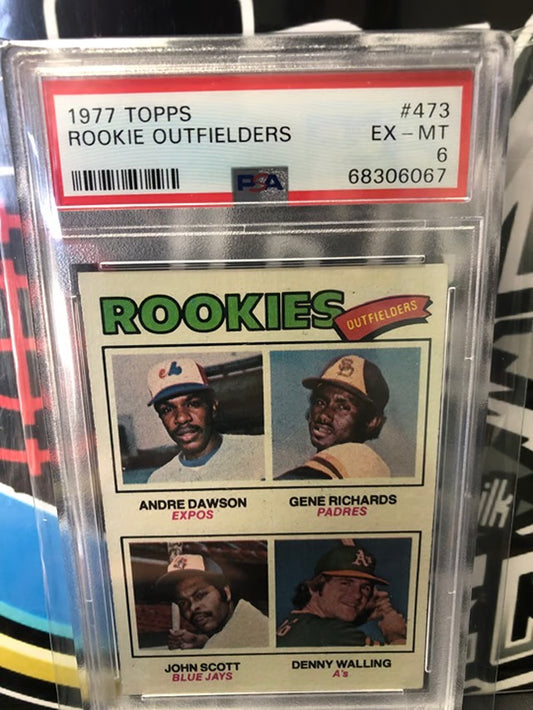 1977 TOPPS #473
ROOKIE OUTFIELDERS EX - MT
6
PSA 68306067
ROOKIES
OUTFIELDERS
ANDRE DAWSON GENE RICHARDS
EXPOS PADRES
JOHN SCOTT DENNY WALLING
BLUE JAYS A's